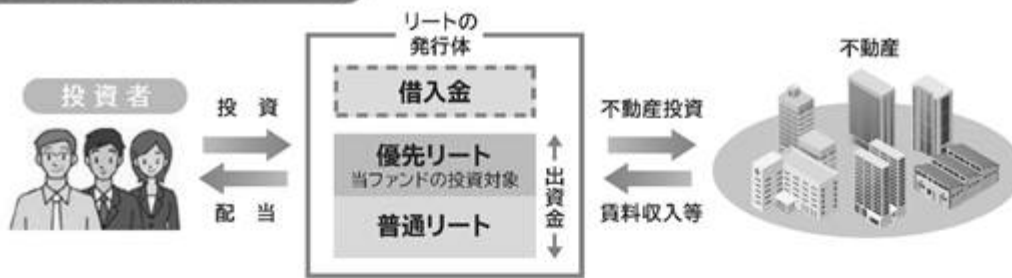 リートの
発行体
不動産
投資者
投資
借入金
不動産投資
優先リート
当ファンドの投資対象
出資金
配当
普通リート
賃料収入等